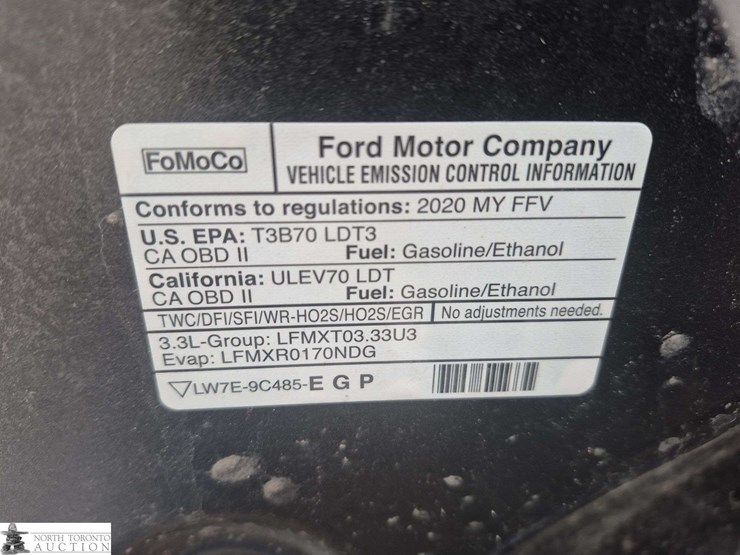 FoMoCo
Ford Motor Company
VEHICLE EMISSION CONTROL INFORMATION
Conforms to regulations: 2020 MY FFV
U.S. EPA: T3B70 LDT3
CA OBD II Fuel: Gasoline/Ethanol
California: ULEV70 LDT
CA OBD II Fuel: Gasoline/Ethanol
TWC/DFI/SFI/WR-HO2S/HO2S/EGR No adjustments needed.
3.3L-Group: LFMXT03.33U3
Evap: LFMXR0170NDG
LW7E-9C485-E G P
NORTH TORONTO
AUCTION